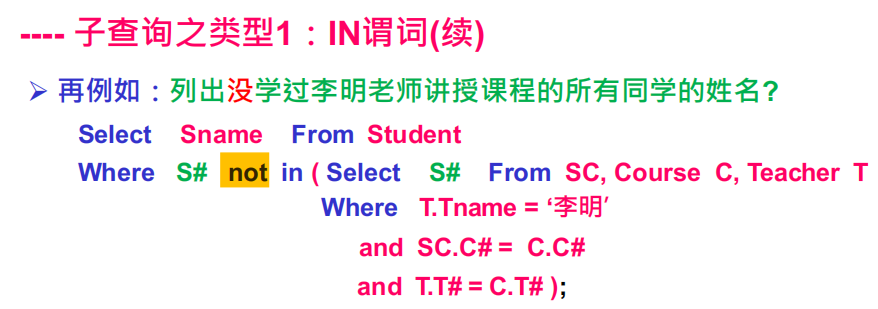 ---- 子查询之类型1：IN谓词(续)
➢ 再例如：列出没学过李明老师讲授课程的所有同学的姓名?
Select Sname From Student
Where S# not in ( Select S# From SC, Course C, Teacher T
Where T.Tname = ‘李明’
and SC.C# = C.C#
and T.T# = C.T# );